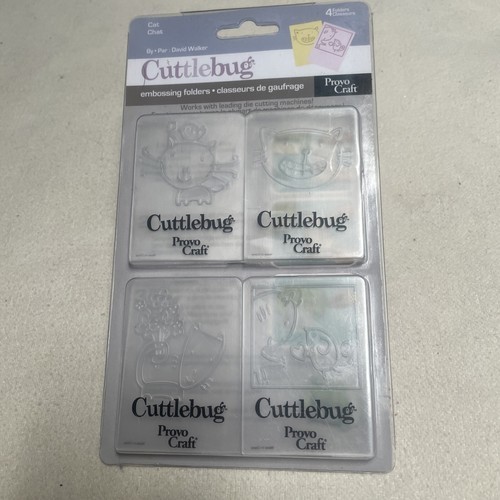 Cat
Chat
By • Par : David Walker
4 Folders
Classeurs
Cuttlebug
embossing folders • classeurs de gaufrage
Provo
Craft®
Works with leading die cutting machines!
Cuttlebug
Provo
Craft®
Cuttlebug
Provo
Craft®
Cuttlebug
Provo
Craft®
Cuttlebug
Provo
Craft®